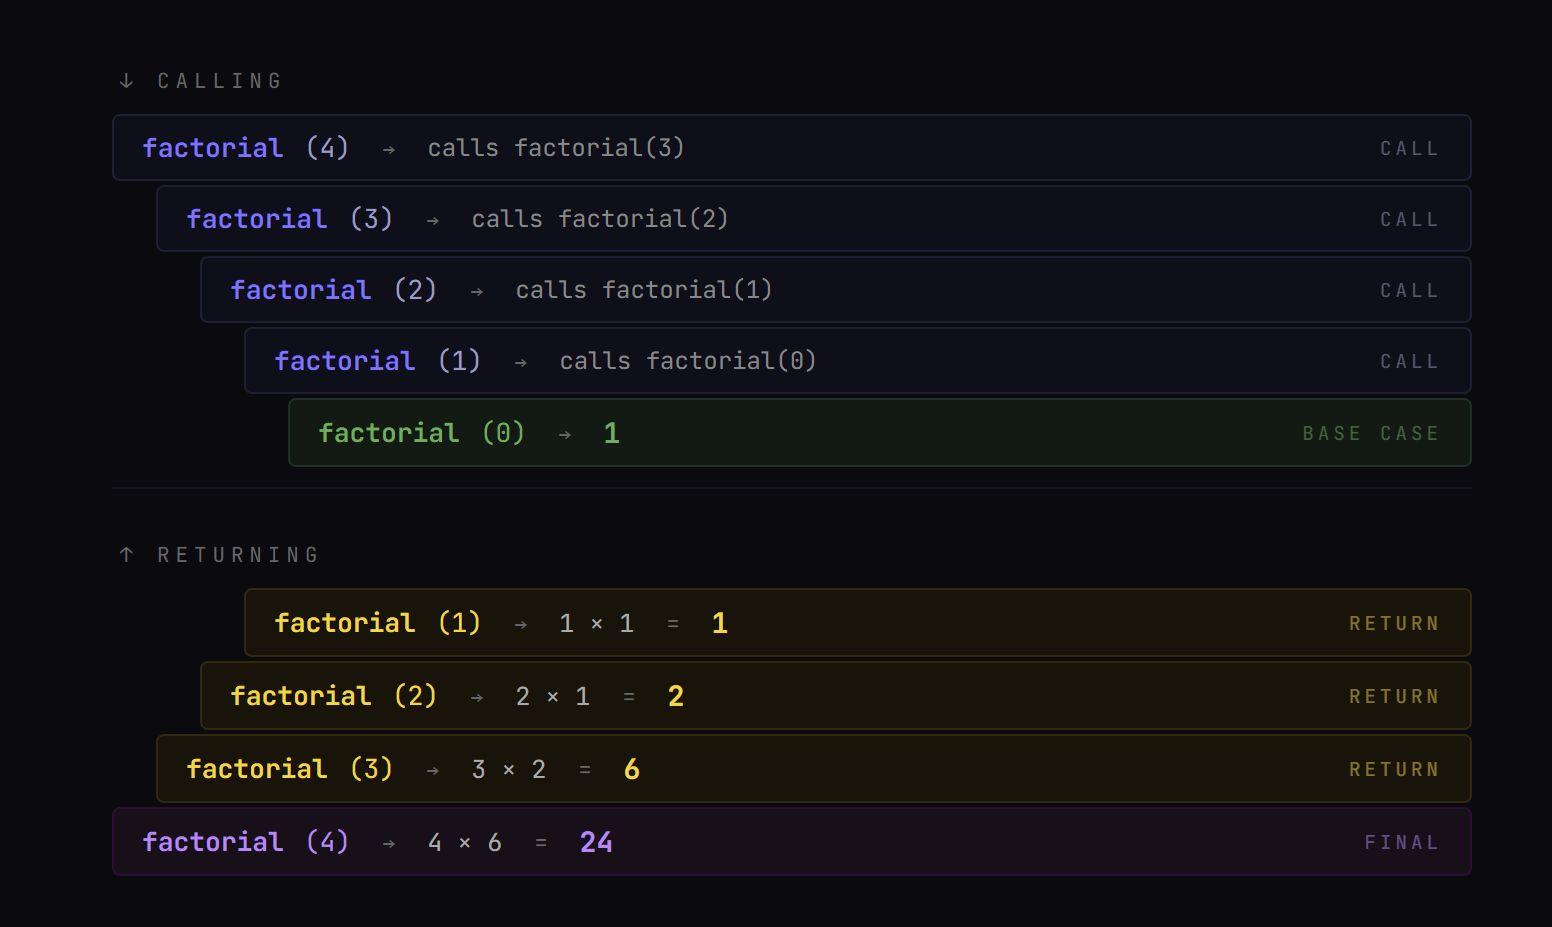 ↓ CALLING
factorial (4) → calls factorial(3) CALL
factorial (3) → calls factorial(2) CALL
factorial (2) → calls factorial(1) CALL
factorial (1) → calls factorial(0) CALL
factorial (0) → 1 BASE CASE
↑ RETURNING
factorial (1) → 1 × 1 = 1 RETURN
factorial (2) → 2 × 1 = 2 RETURN
factorial (3) → 3 × 2 = 6 RETURN
factorial (4) → 4 × 6 = 24 FINAL